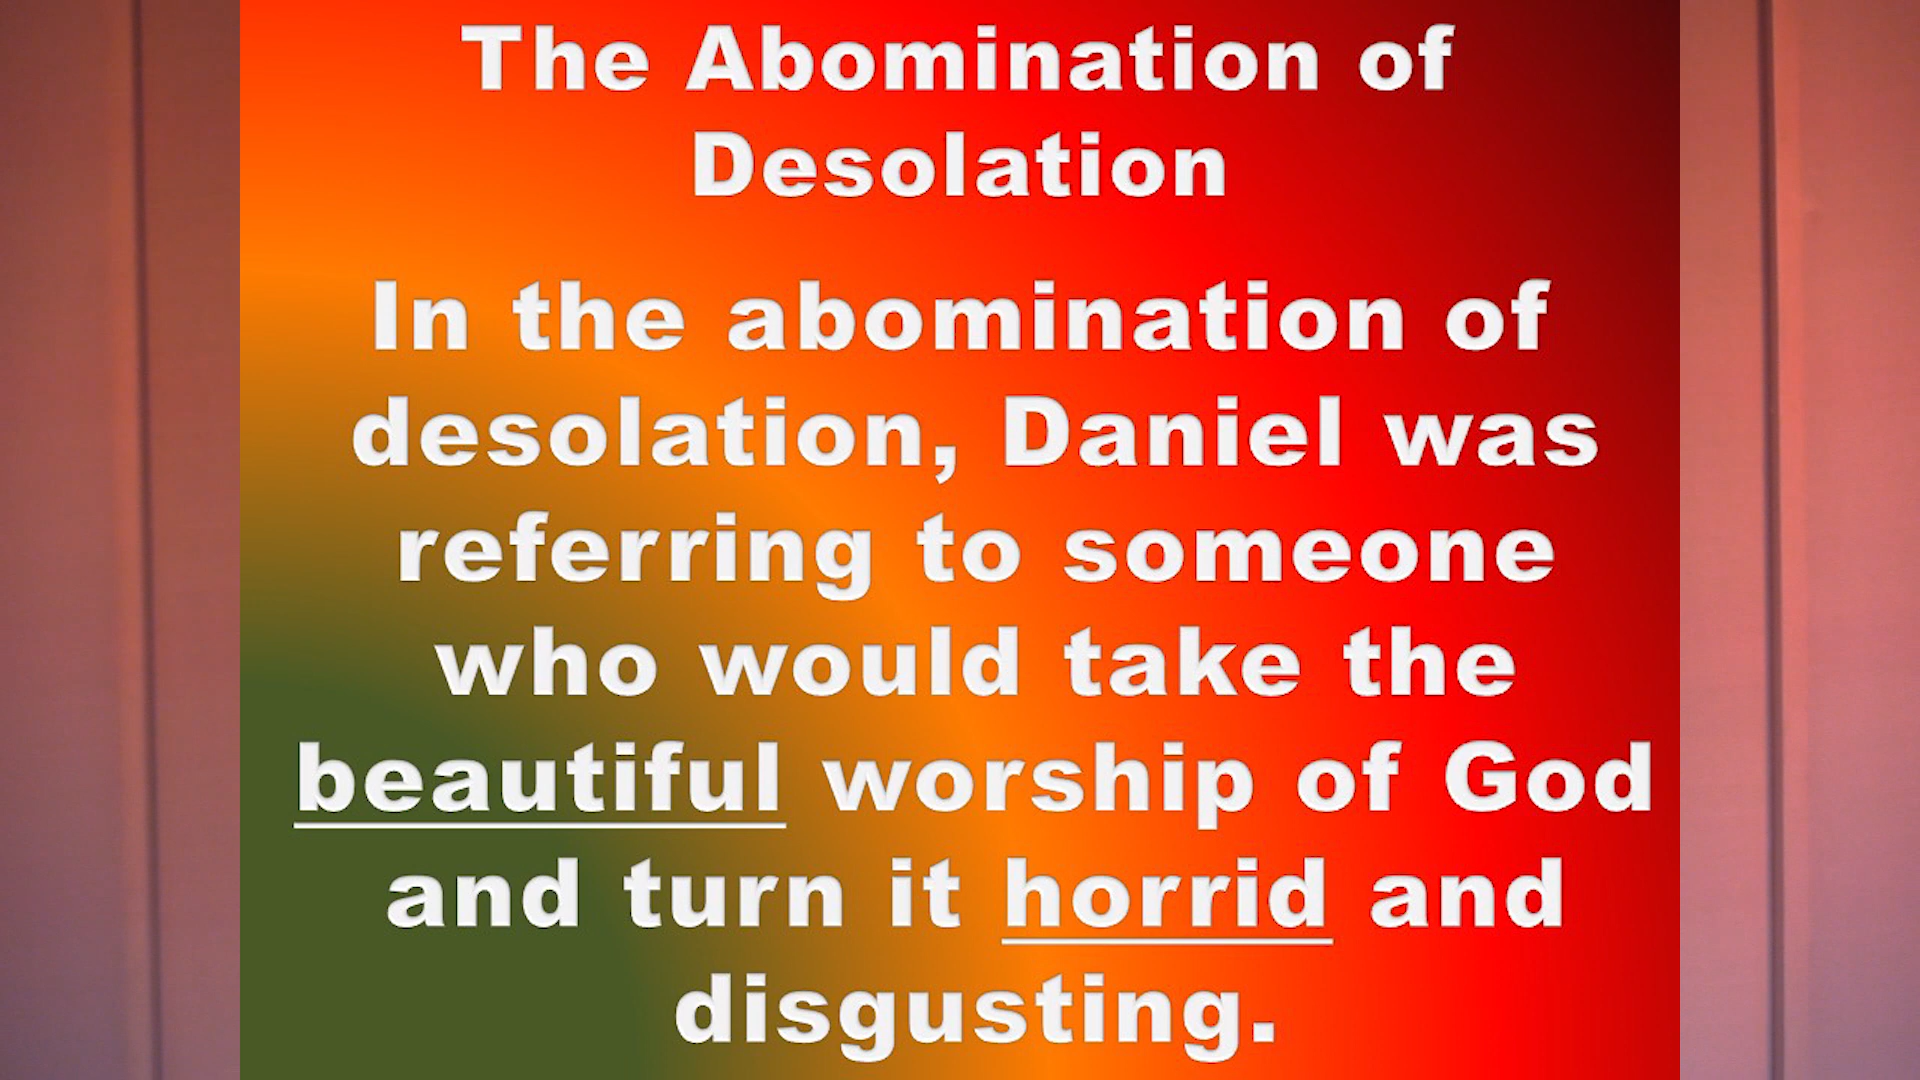 The Abomination of
Desolation
In the abomination of
desolation, Daniel was
referring to someone
who would take the
beautiful worship of God
and turn it horrid and
disgusting.